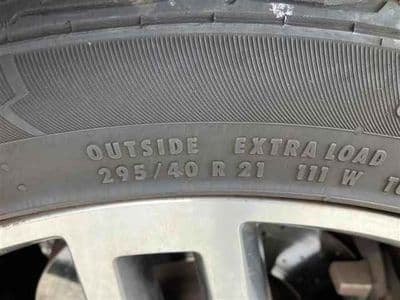 OUTSIDE EXTRA LOAD
295/40 R 21 111 W